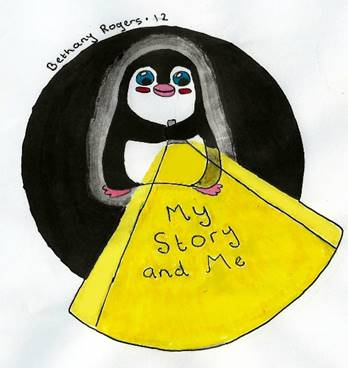 Bethany Rogers · 12
My
Story
and Me